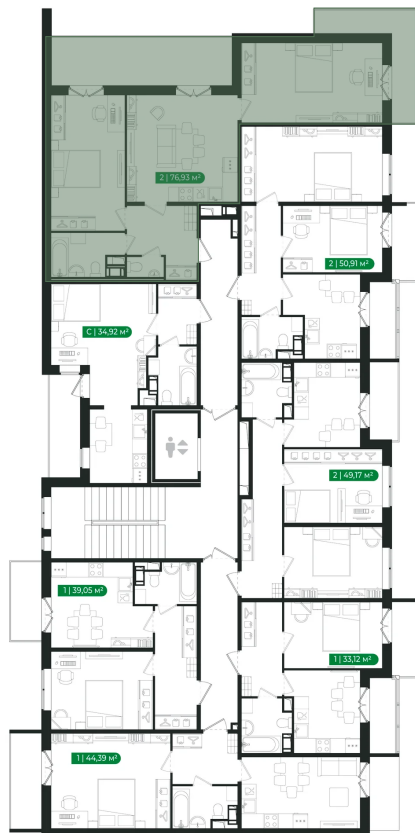 2 | 76,93 м²
2 | 50,91 м²
С | 34,92 м²
2 | 49,17 м²
1 | 39,05 м²
1 | 33,12 м²
1 | 44,39 м²